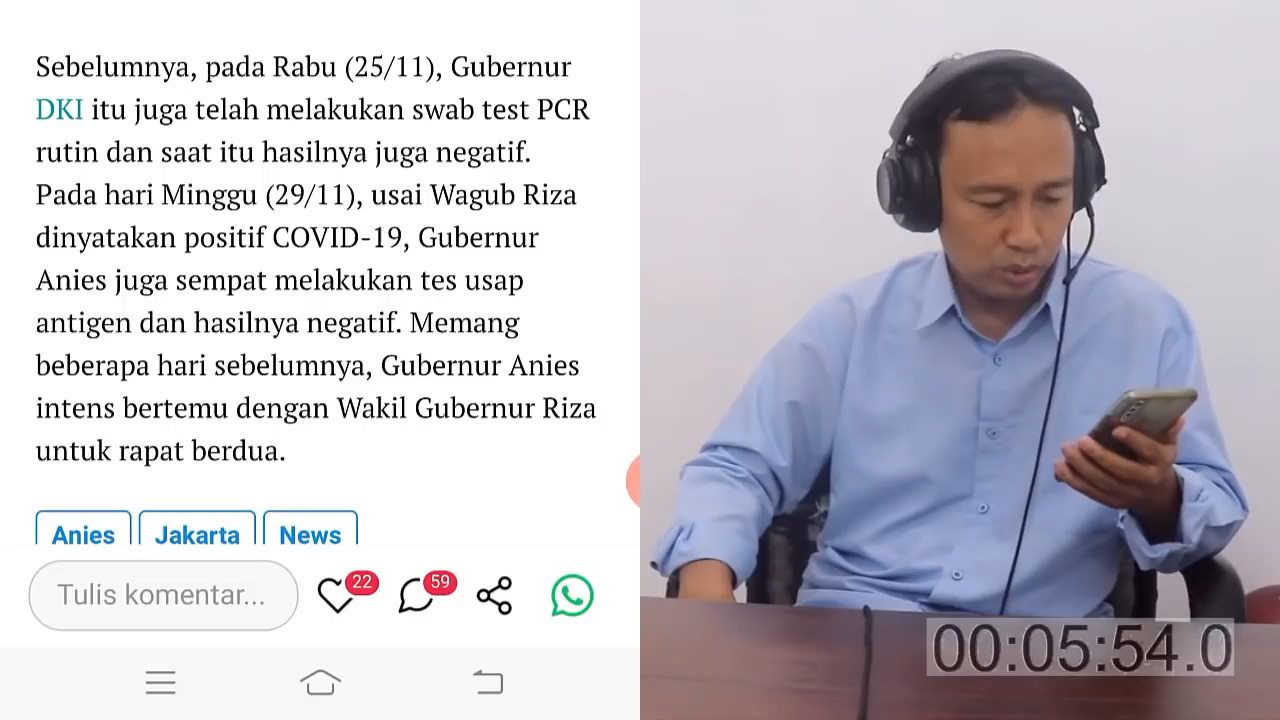 Sebelumnya, pada Rabu (25/11), Gubernur
DKI itu juga telah melakukan swab test PCR
rutin dan saat itu hasilnya juga negatif.
Pada hari Minggu (29/11), usai Wagub Riza
dinyatakan positif COVID-19, Gubernur
Anies juga sempat melakukan tes usap
antigen dan hasilnya negatif. Memang
beberapa hari sebelumnya, Gubernur Anies
intens bertemu dengan Wakil Gubernur Riza
untuk rapat berdua.
Anies Jakarta News
Tulis komentar... 22 59
00:05:54.0